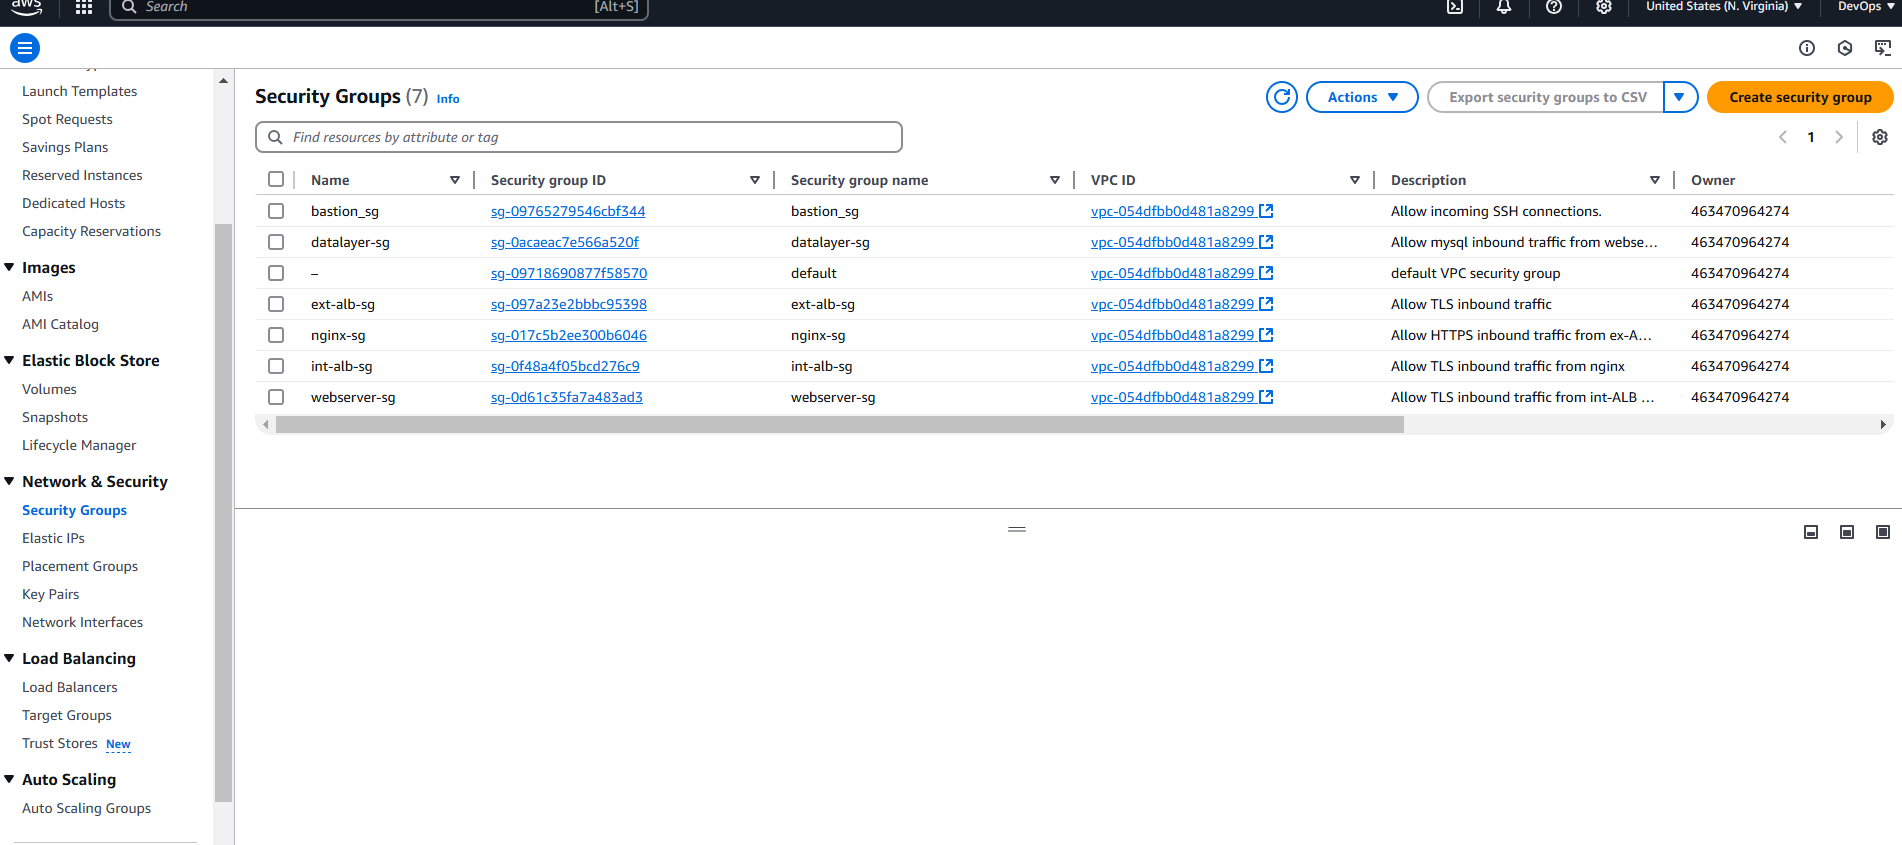 aws
Search [Alt+S] United States (N. Virginia) DevOps
Launch Templates
Spot Requests
Savings Plans
Reserved Instances
Dedicated Hosts
Capacity Reservations
Images
AMIs
AMI Catalog
Elastic Block Store
Volumes
Snapshots
Lifecycle Manager
Network & Security
Security Groups
Elastic IPs
Placement Groups
Key Pairs
Network Interfaces
Load Balancing
Load Balancers
Target Groups
Trust Stores New
Auto Scaling
Auto Scaling Groups
Security Groups (7) Info
Actions Export security groups to CSV Create security group
Find resources by attribute or tag 1
Name Security group ID Security group name VPC ID Description Owner
bastion_sg sg-09765279546cbf344 bastion_sg vpc-054dfbb0d481a8299 Allow incoming SSH connections. 463470964274
datalayer-sg sg-0acaeac7e566a520f datalayer-sg vpc-054dfbb0d481a8299 Allow mysql inbound traffic from webse... 463470964274
– sg-09718690877f58570 default vpc-054dfbb0d481a8299 default VPC security group 463470964274
ext-alb-sg sg-097a23e2bbbc95398 ext-alb-sg vpc-054dfbb0d481a8299 Allow TLS inbound traffic 463470964274
nginx-sg sg-017c5b2ee300b6046 nginx-sg vpc-054dfbb0d481a8299 Allow HTTPS inbound traffic from ex-A... 463470964274
int-alb-sg sg-0f48a4f05bcd276c9 int-alb-sg vpc-054dfbb0d481a8299 Allow TLS inbound traffic from nginx 463470964274
webserver-sg sg-0d61c35fa7a483ad3 webserver-sg vpc-054dfbb0d481a8299 Allow TLS inbound traffic from int-ALB ... 463470964274